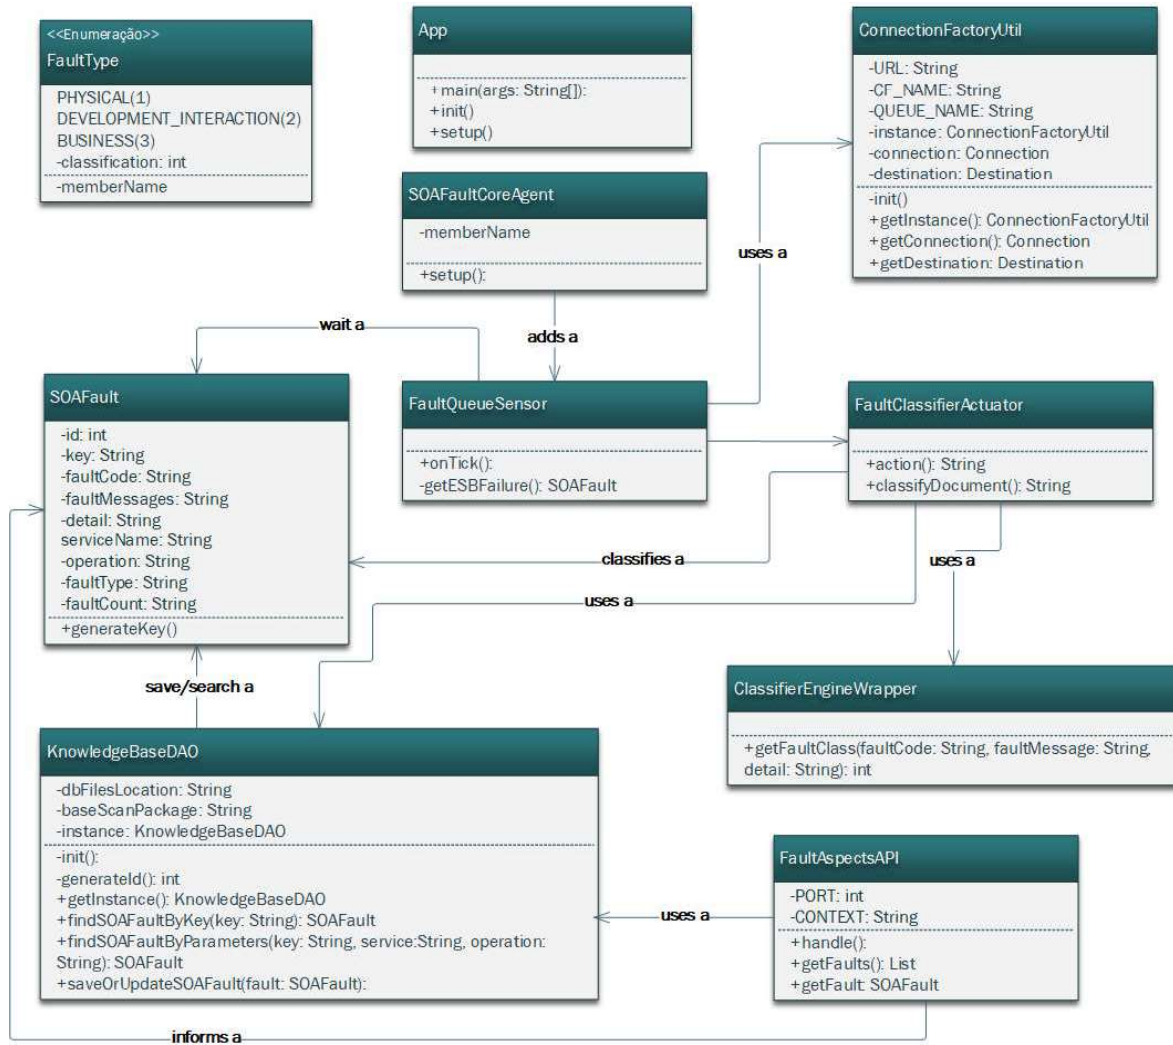 <<Enumeração>>
FaultType
PHYSICAL(1)
DEVELOPMENT_INTERACTION(2)
BUSINESS(3)
-classification: int
-memberName
App
+main(args: String[]):
+init()
+setup()
ConnectionFactoryUtil
-URL: String
-CF_NAME: String
-QUEUE_NAME: String
-instance: ConnectionFactoryUtil
-connection: Connection
-destination: Destination
-init()
+getInstance(): ConnectionFactoryUtil
+getConnection(): Connection
+getDestination: Destination
SOAFaultCoreAgent
-memberName
+setup():
uses a
wait a
adds a
SOAFault
-id: int
-key: String
-faultCode: String
-faultMessages: String
-detail: String
serviceName: String
-operation: String
-faultType: String
-faultCount: String
+generateKey()
FaultQueueSensor
+onTick():
-getESBFailure(): SOAFault
FaultClassifierActuator
+action(): String
+classifyDocument(): String
classifies a
uses a
uses a
save/search a
ClassifierEngineWrapper
+getFaultClass(faultCode: String, faultMessage: String,
detail: String): int
KnowledgeBaseDAO
-dbFilesLocation: String
-baseScanPackage: String
-instance: KnowledgeBaseDAO
-init():
-generateId(): int
+getInstance(): KnowledgeBaseDAO
+findSOAFaultByKey(key: String): SOAFault
+findSOAFaultByParameters(key: String, service:String, operation:
String): SOAFault
+saveOrUpdateSOAFault(fault: SOAFault):
uses a
FaultAspectsAPI
-PORT: int
-CONTEXT: String
+handle():
+getFaults(): List
+getFault: SOAFault
informs a